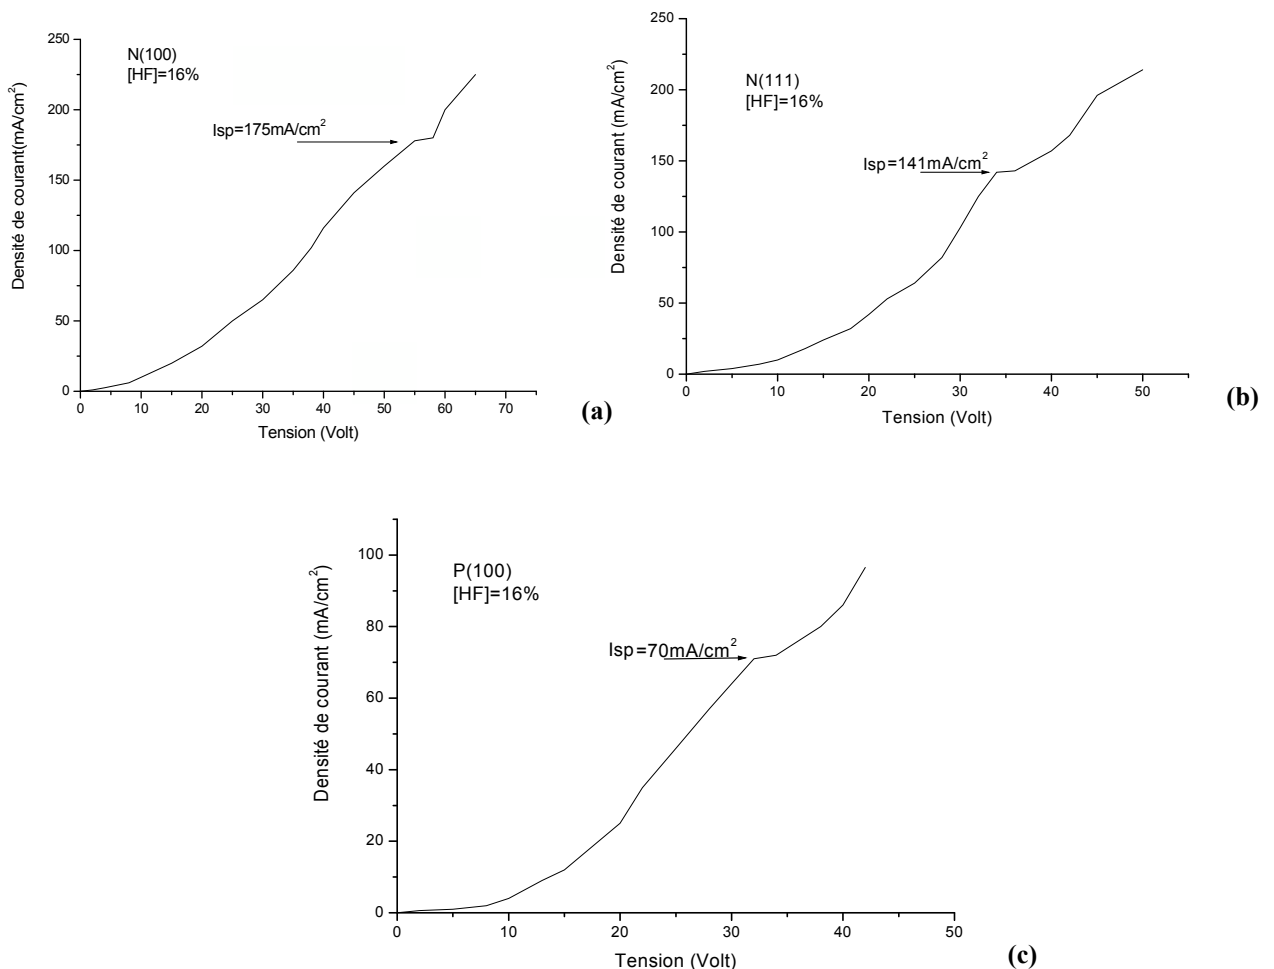 N(100)
[HF]=16%
Isp=175mA/cm²
Densité de courant(mA/cm²)
250
200
150
100
50
0
0 10 20 30 40 50 60 70
Tension (Volt)
(a)
N(111)
[HF]=16%
Isp=141mA/cm²
Densité de courant (mA/cm²)
250
200
150
100
50
0
0 10 20 30 40 50
Tension (Volt)
(b)
P(100)
[HF]=16%
Isp=70mA/cm²
Densité de courant (mA/cm²)
100
80
60
40
20
0
0 10 20 30 40 50
Tension (Volt)
(c)